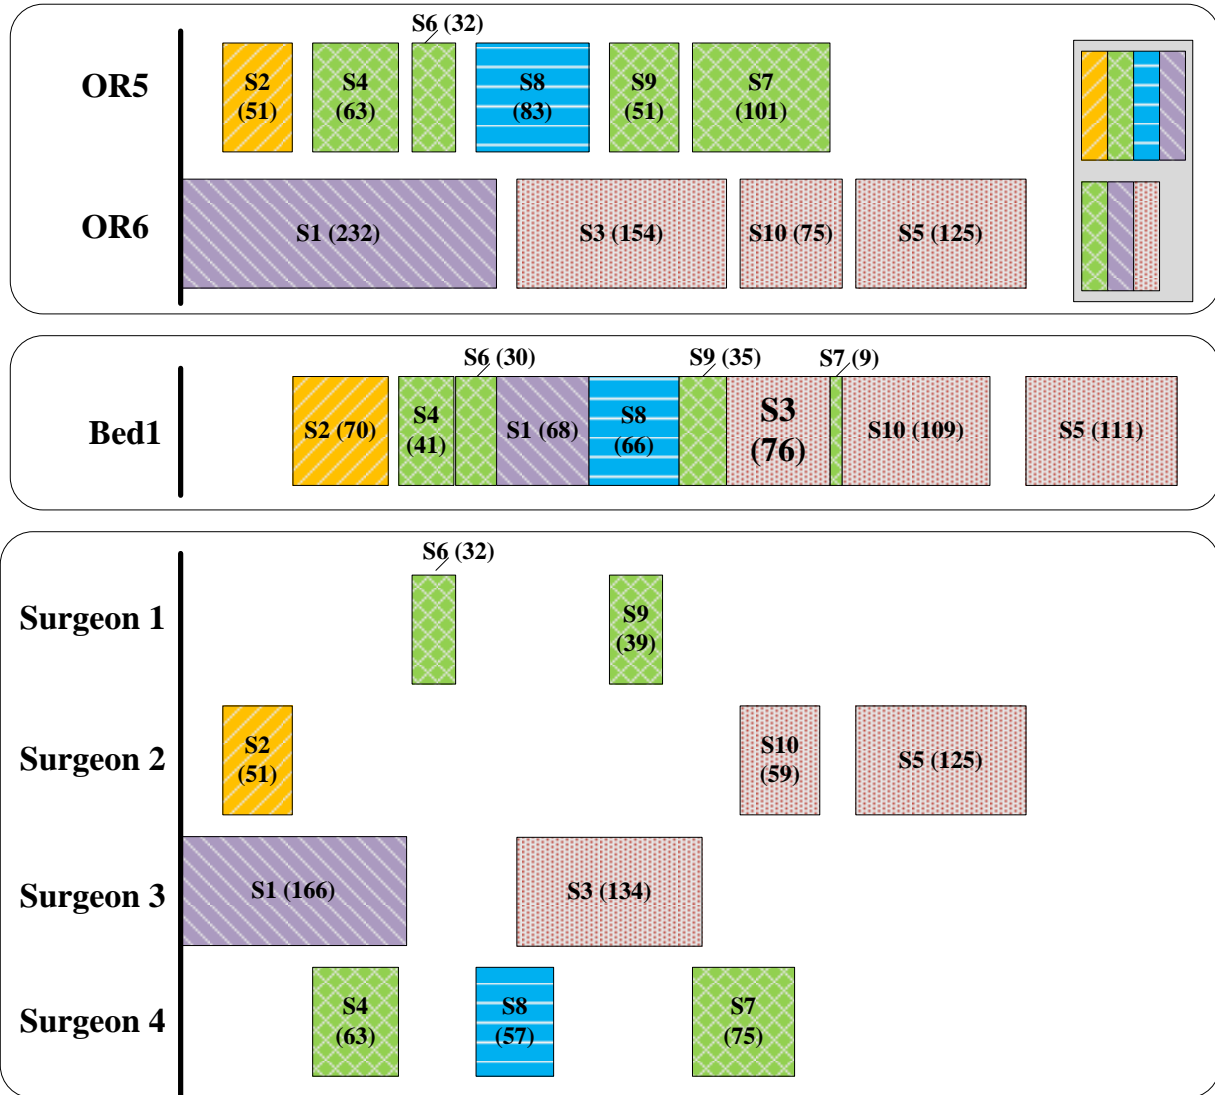 S6 (32)
OR5
S2
(51)
S4
(63)
S8
(83)
S9
(51)
S7
(101)
OR6
S1 (232)
S3 (154)
S10 (75)
S5 (125)
S6 (30)
S9 (35)
S7 (9)
Bed1
S2 (70)
S4
(41)
S1 (68)
S8
(66)
S3
(76)
S10 (109)
S5 (111)
S6 (32)
Surgeon 1
S9
(39)
Surgeon 2
S2
(51)
S10
(59)
S5 (125)
Surgeon 3
S1 (166)
S3 (134)
Surgeon 4
S4
(63)
S8
(57)
S7
(75)